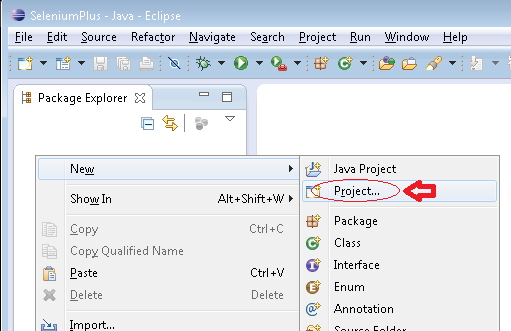 SeleniumPlus - Java - Eclipse
File Edit Source Refactor Navigate Search Project Run Window Help
Package Explorer
New
Show In Alt+Shift+W
Copy Ctrl+C
Copy Qualified Name
Paste Ctrl+V
Delete Delete
Import...
Java Project
Project...
Package
Class
Interface
Enum
Annotation
Source Folder